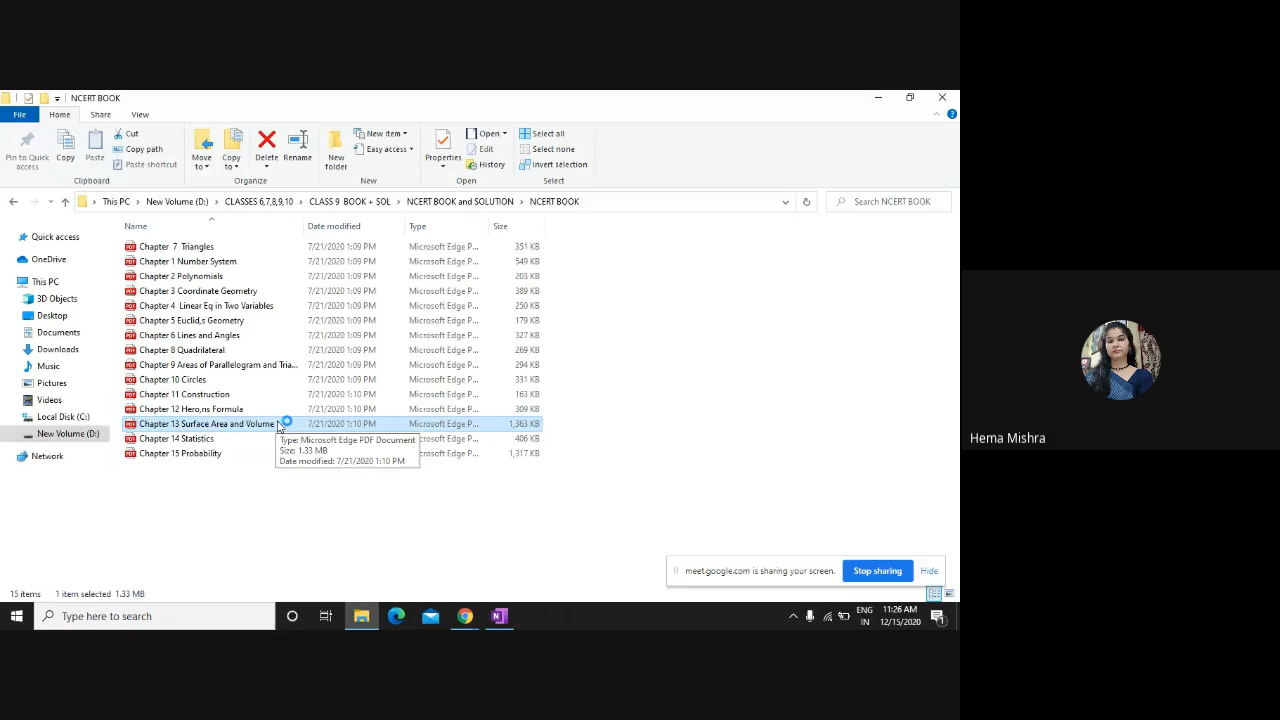 NCERT BOOK
File Home Share View
Pin to Quick access
Copy
Paste
Cut
Copy path
Paste shortcut
Clipboard
Move to
Copy to
Delete
Rename
Organize
New folder
New item
Easy access
New
Properties
Open
Edit
History
Open
Select all
Select none
Invert selection
Select
This PC > New Volume (D:) > CLASSES 6,7,8,9,10 > CLASS 9 BOOK + SOL > NCERT BOOK and SOLUTION > NCERT BOOK
Search NCERT BOOK
Name Date modified Type Size
Quick access
OneDrive
This PC
3D Objects
Desktop
Documents
Downloads
Music
Pictures
Videos
Local Disk (C:)
New Volume (D:)
Network
Chapter 7 Triangles 7/21/2020 1:09 PM Microsoft Edge P... 351 KB
Chapter 1 Number System 7/21/2020 1:09 PM Microsoft Edge P... 549 KB
Chapter 2 Polynomials 7/21/2020 1:09 PM Microsoft Edge P... 203 KB
Chapter 3 Coordinate Geometry 7/21/2020 1:09 PM Microsoft Edge P... 389 KB
Chapter 4 Linear Eq in Two Variables 7/21/2020 1:09 PM Microsoft Edge P... 250 KB
Chapter 5 Euclid,s Geometry 7/21/2020 1:09 PM Microsoft Edge P... 179 KB
Chapter 6 Lines and Angles 7/21/2020 1:09 PM Microsoft Edge P... 327 KB
Chapter 8 Quadrilateral 7/21/2020 1:09 PM Microsoft Edge P... 269 KB
Chapter 9 Areas of Parallelogram and Tria... 7/21/2020 1:09 PM Microsoft Edge P... 294 KB
Chapter 10 Circles 7/21/2020 1:09 PM Microsoft Edge P... 331 KB
Chapter 11 Construction 7/21/2020 1:10 PM Microsoft Edge P... 163 KB
Chapter 12 Hero,ns Formula 7/21/2020 1:10 PM Microsoft Edge P... 309 KB
Chapter 13 Surface Area and Volume 7/21/2020 1:10 PM Microsoft Edge P... 1,363 KB
Chapter 14 Statistics Microsoft Edge P... 406 KB
Chapter 15 Probability Microsoft Edge P... 1,317 KB
Type: Microsoft Edge PDF Document
Size: 1.33 MB
Date modified: 7/21/2020 1:10 PM
meet.google.com is sharing your screen. Stop sharing Hide
15 items 1 item selected 1.33 MB
Type here to search
ENG
IN
11:26 AM
12/15/2020
1
Hema Mishra